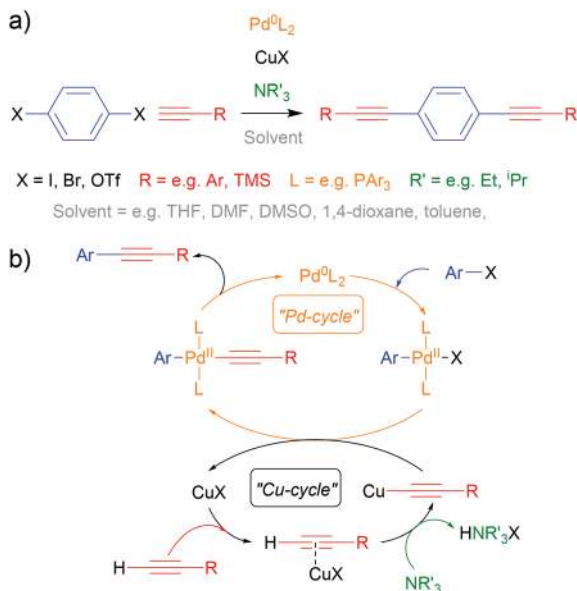 a)
Pd⁰L₂
CuX
NR'₃
X X R
Solvent
R R
X = I, Br, OTf R = e.g. Ar, TMS L = e.g. PAr₃ R' = e.g. Et, ⁱPr
Solvent = e.g. THF, DMF, DMSO, 1,4-dioxane, toluene,
b)
Ar R
Pd⁰L₂
Ar X
"Pd-cycle"
L
Ar Pdᴵᴵ R
L
L
Ar Pdᴵᴵ X
L
CuX
"Cu-cycle"
Cu R
H R
CuX
HNR'₃X
H R
NR'₃